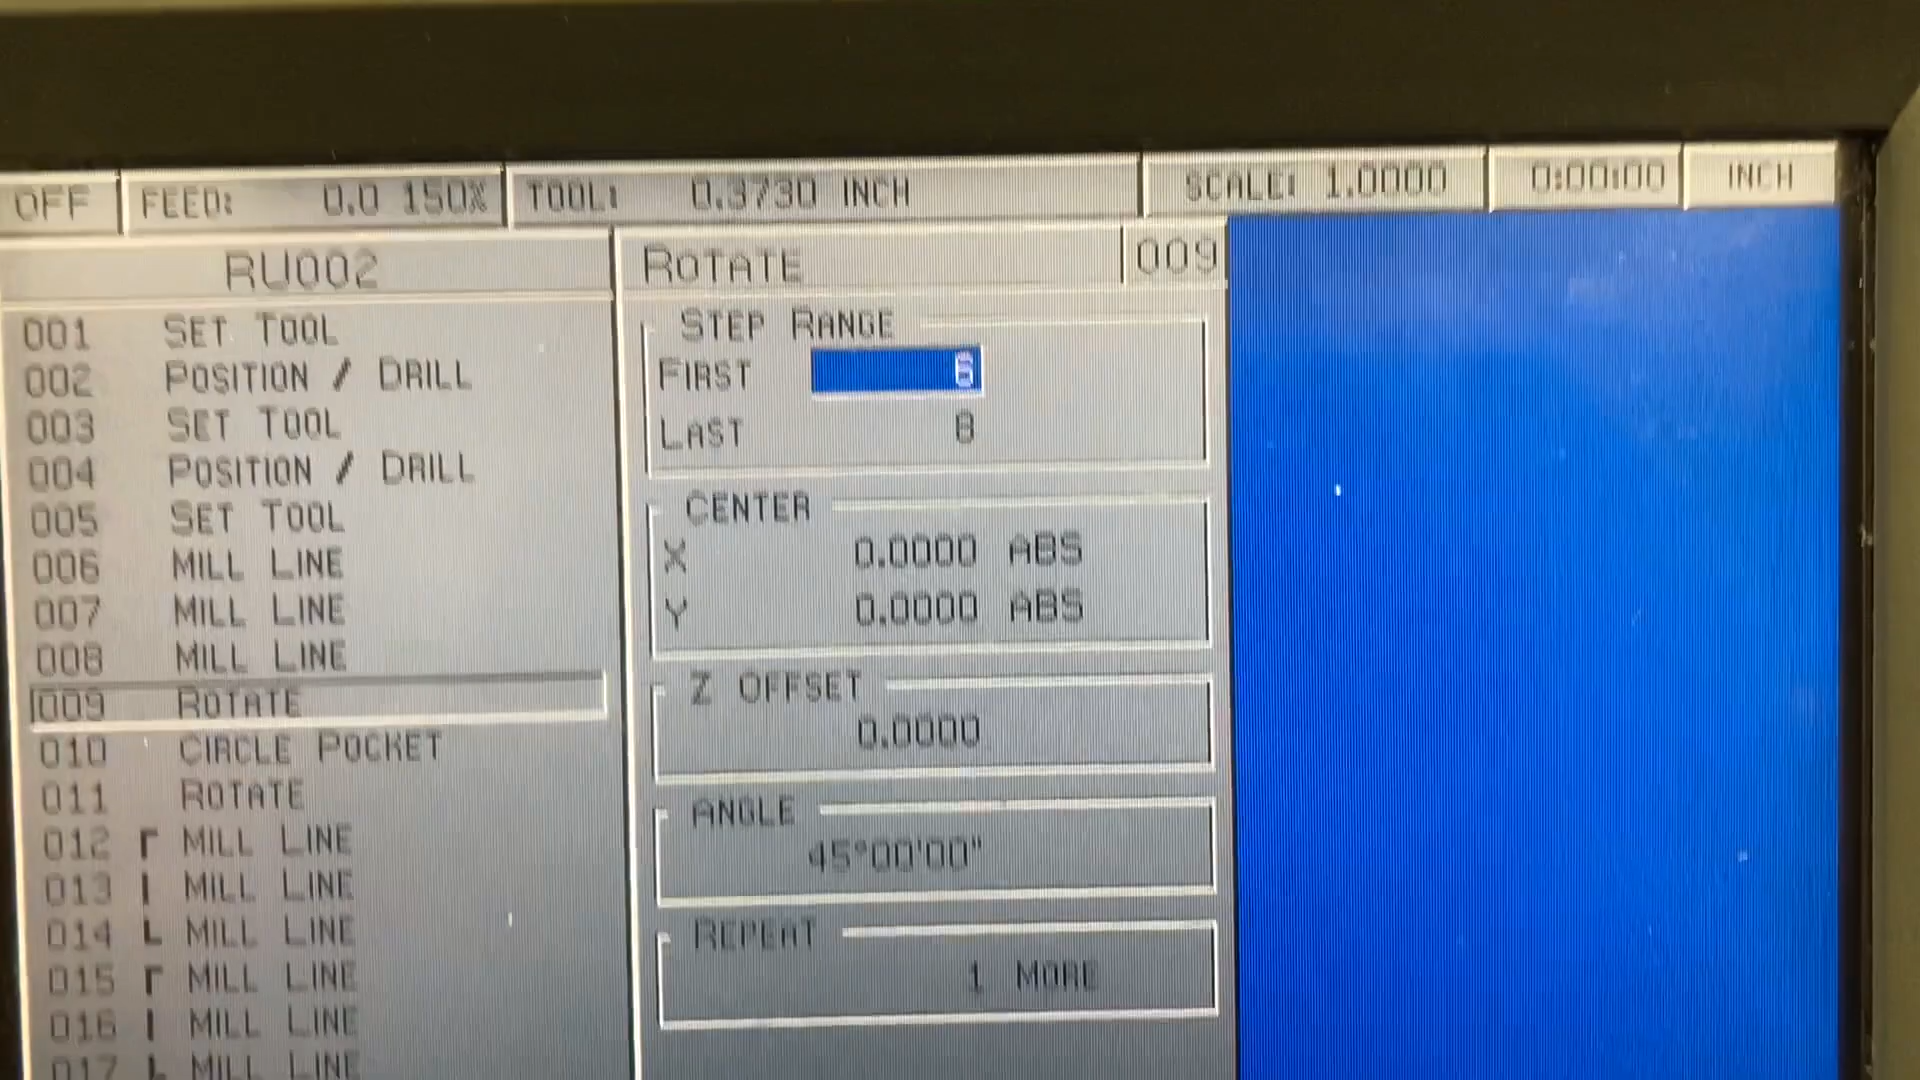 OFF FEED: 0.0 150% TOOL: 0.3730 INCH SCALE: 1.0000 0:00:00 INCH
RU002
001 SET TOOL
002 POSITION / DRILL
003 SET TOOL
004 POSITION / DRILL
005 SET TOOL
006 MILL LINE
007 MILL LINE
008 MILL LINE
009 ROTATE
010 CIRCLE POCKET
011 ROTATE
012 MILL LINE
013 MILL LINE
014 MILL LINE
015 MILL LINE
016 MILL LINE
017 MILL LINE
ROTATE 009
STEP RANGE
FIRST 6
LAST 8
CENTER
X 0.0000 ABS
Y 0.0000 ABS
Z OFFSET
0.0000
ANGLE
45°00'00"
REPEAT
1 MORE